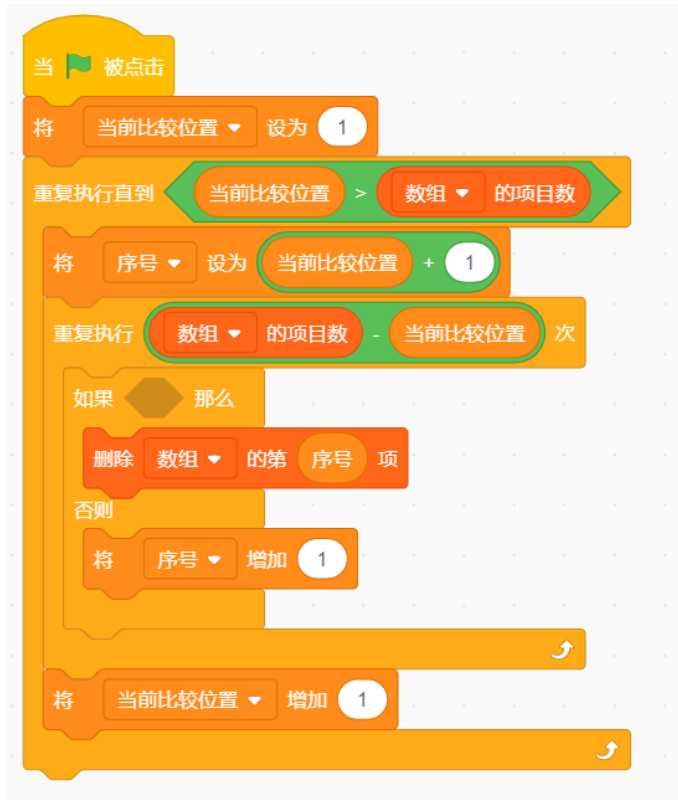 当 被点击
将 当前比较位置 设为 1
重复执行直到 当前比较位置 > 数组 的项目数
将 序号 设为 当前比较位置 + 1
重复执行 数组 的项目数 - 当前比较位置 次
如果 那么
删除 数组 的第 序号 项
否则
将 序号 增加 1
将 当前比较位置 增加 1